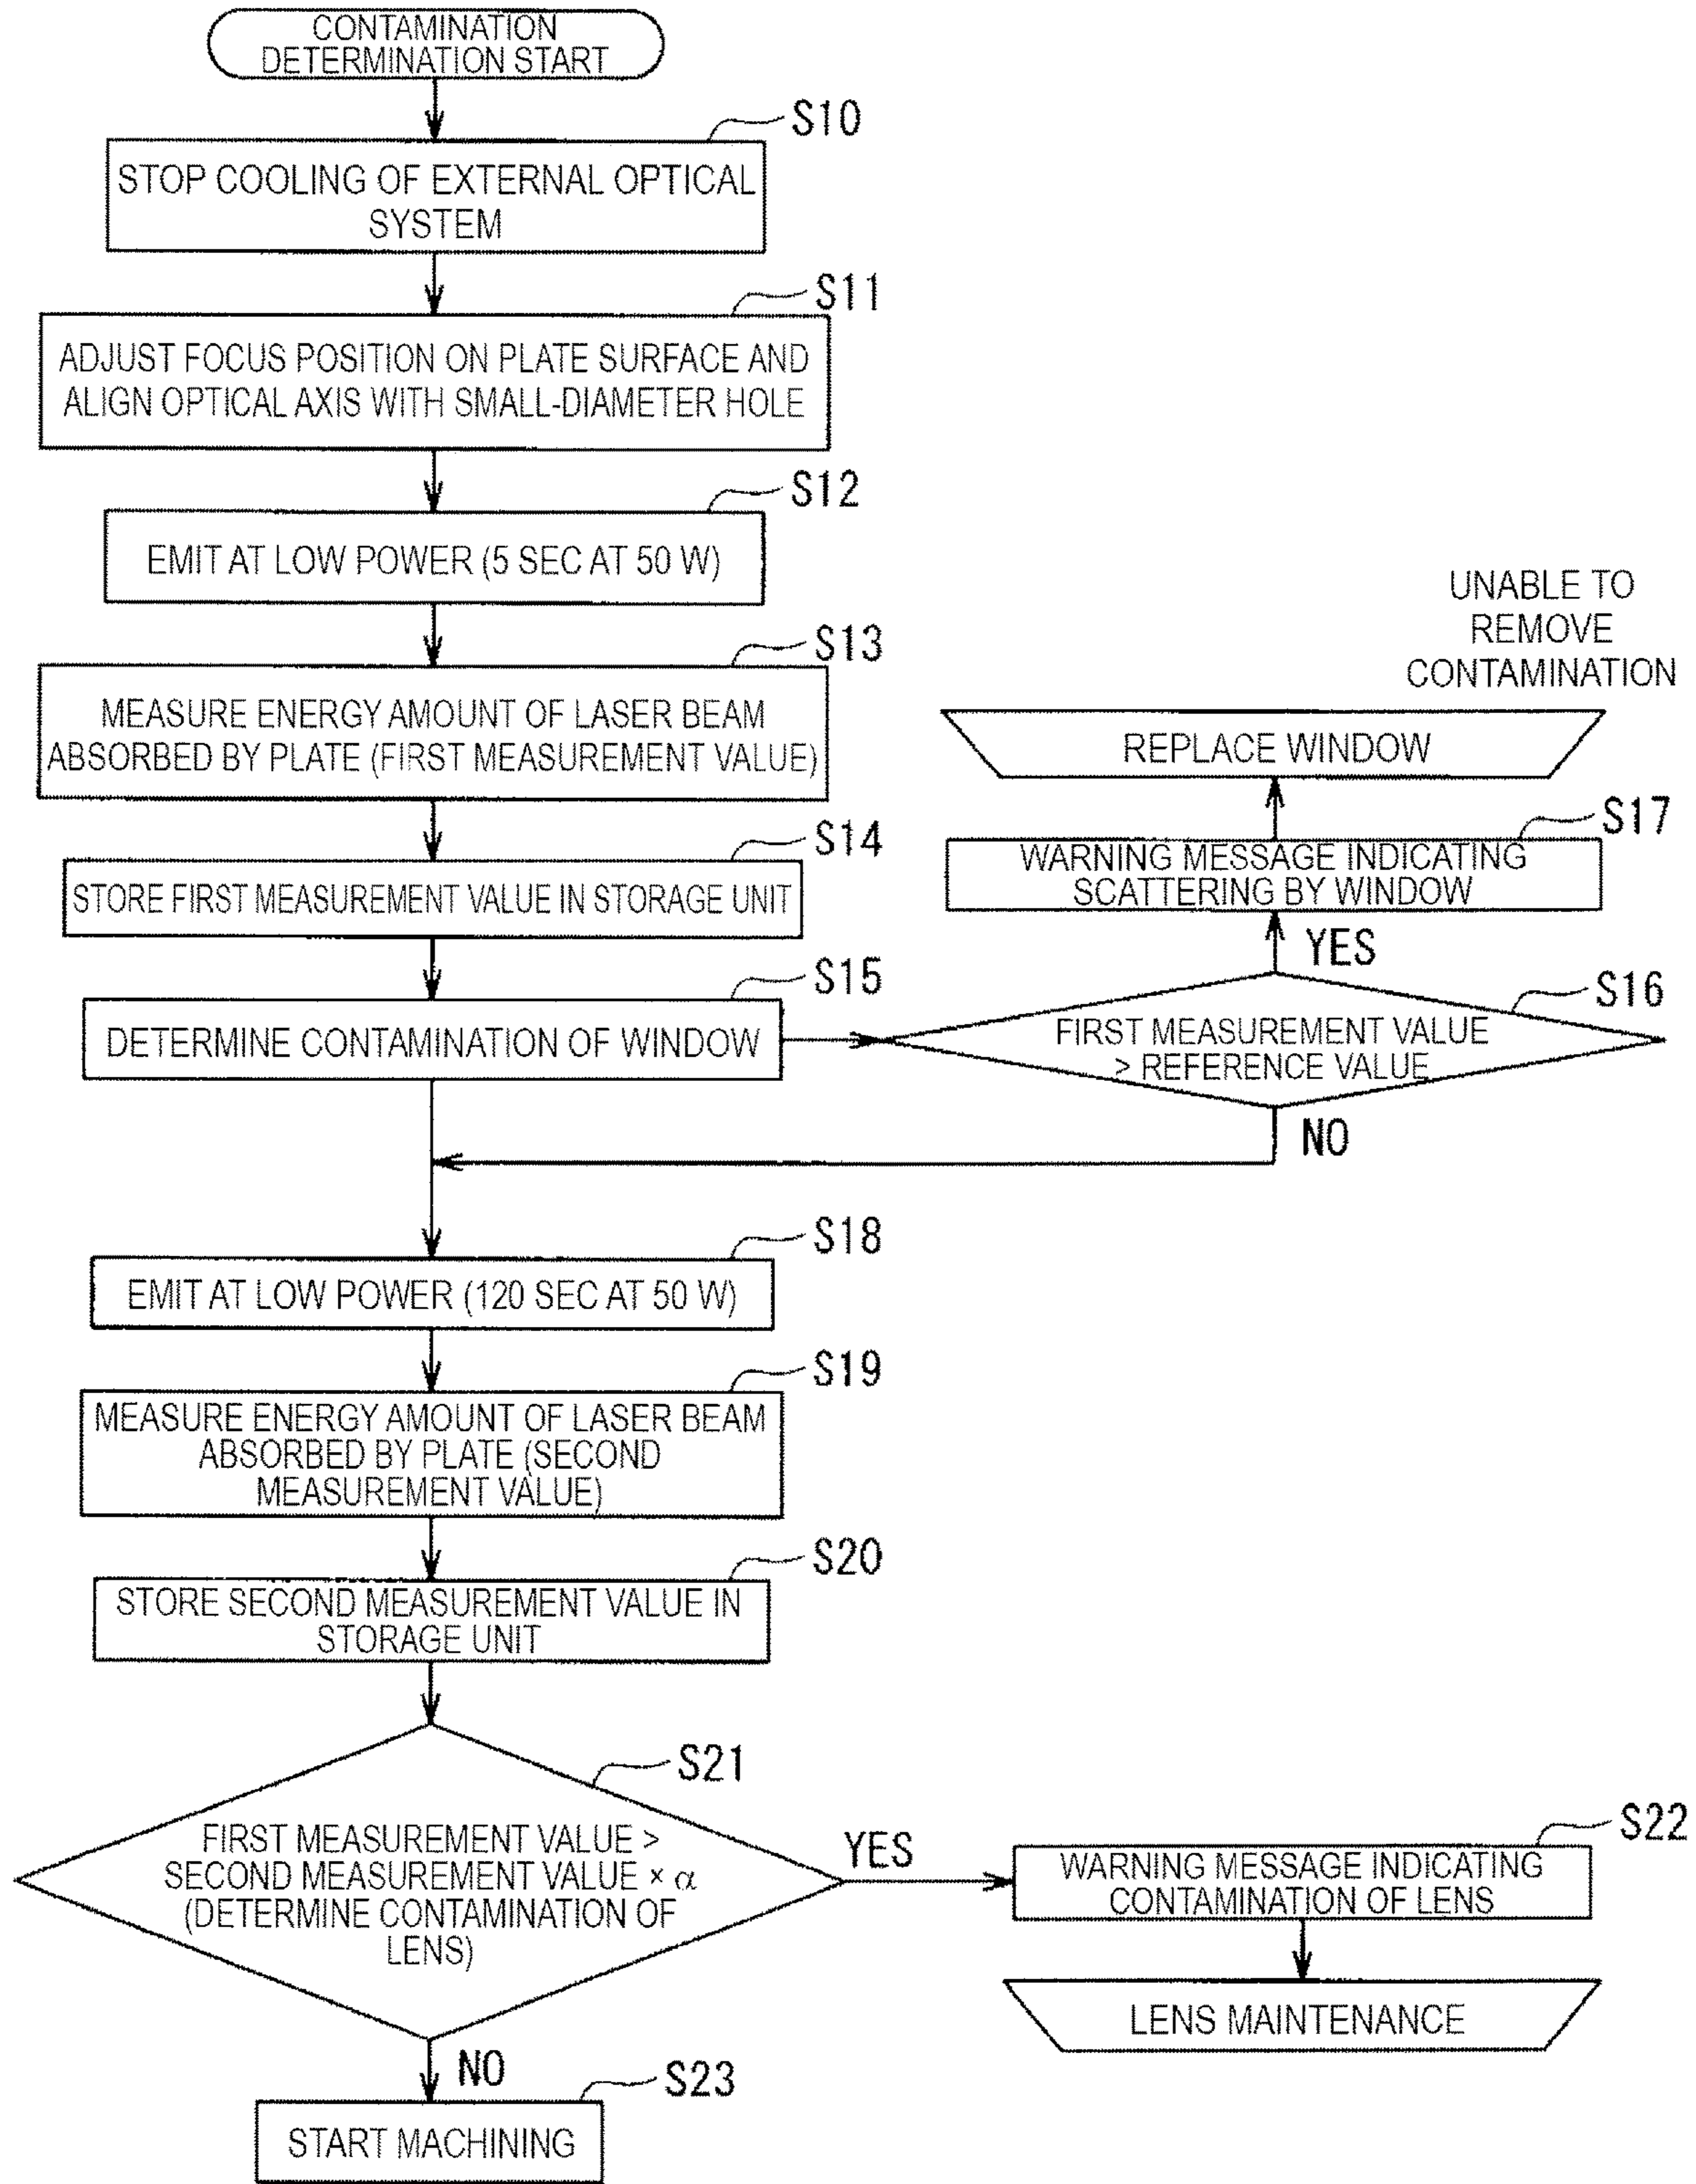 CONTAMINATION
DETERMINATION START
S10
STOP COOLING OF EXTERNAL OPTICAL
SYSTEM
S11
ADJUST FOCUS POSITION ON PLATE SURFACE AND
ALIGN OPTICAL AXIS WITH SMALL-DIAMETER HOLE
S12
EMIT AT LOW POWER (5 SEC AT 50 W)
S13
MEASURE ENERGY AMOUNT OF LASER BEAM
ABSORBED BY PLATE (FIRST MEASUREMENT VALUE)
S14
STORE FIRST MEASUREMENT VALUE IN STORAGE UNIT
S15
DETERMINE CONTAMINATION OF WINDOW
S16
FIRST MEASUREMENT VALUE
> REFERENCE VALUE
YES
S17
WARNING MESSAGE INDICATING
SCATTERING BY WINDOW
REPLACE WINDOW
UNABLE TO
REMOVE
CONTAMINATION
NO
S18
EMIT AT LOW POWER (120 SEC AT 50 W)
S19
MEASURE ENERGY AMOUNT OF LASER BEAM
ABSORBED BY PLATE (SECOND
MEASUREMENT VALUE)
S20
STORE SECOND MEASUREMENT VALUE IN
STORAGE UNIT
S21
FIRST MEASUREMENT VALUE >
SECOND MEASUREMENT VALUE × α
(DETERMINE CONTAMINATION OF
LENS)
YES
S22
WARNING MESSAGE INDICATING
CONTAMINATION OF LENS
LENS MAINTENANCE
NO
S23
START MACHINING